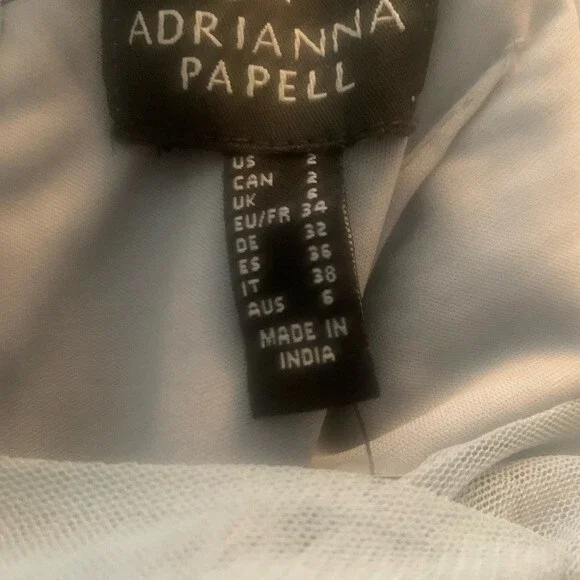 ADRIANNA
PAPELL
US 2
CAN 2
UK 6
EU/FR 34
DE 32
ES 36
IT 38
AUS 6
MADE IN
INDIA